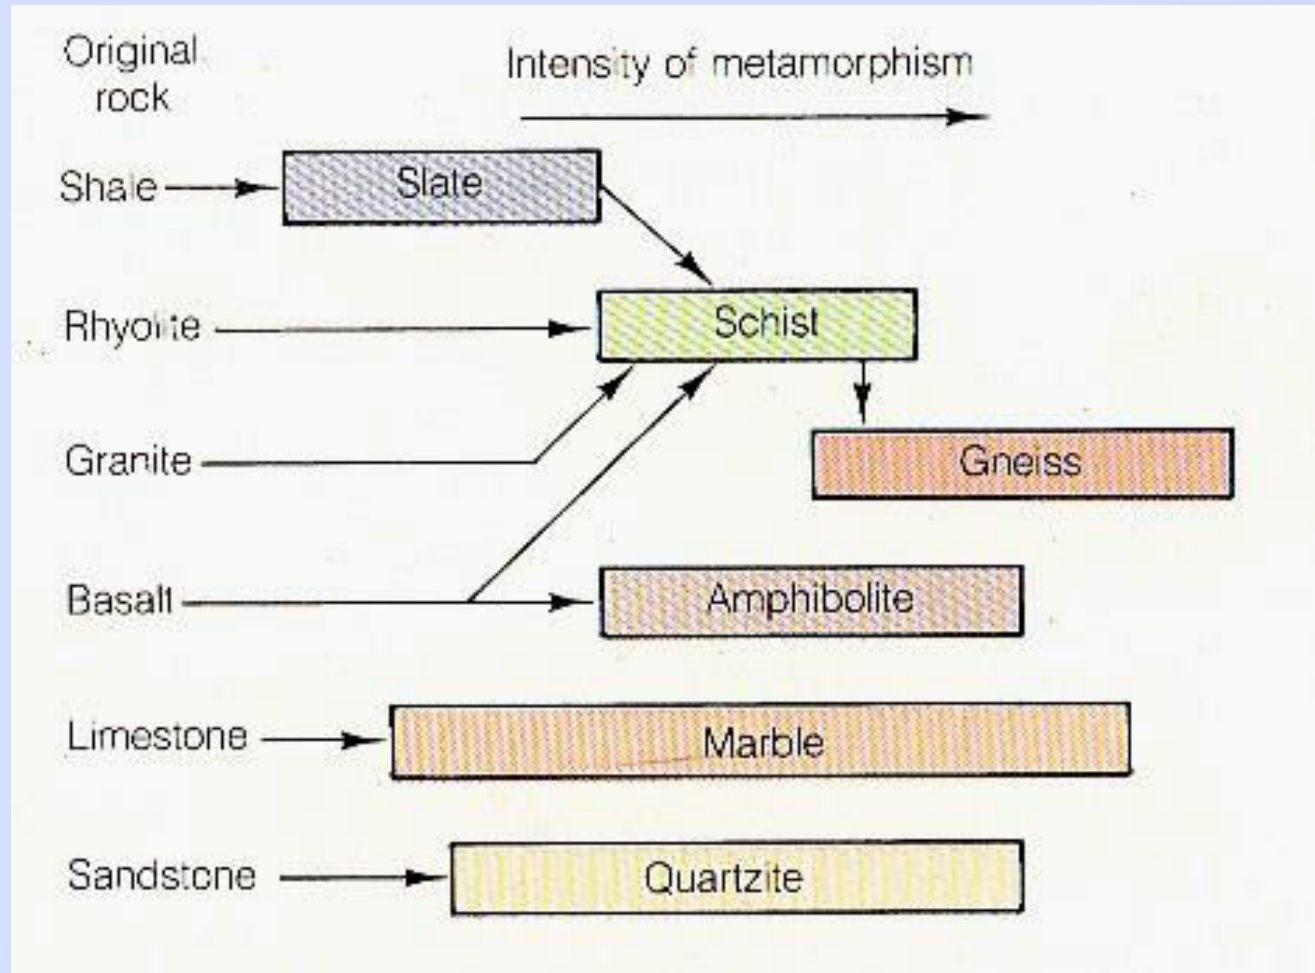 Original
rock
Intensity of metamorphism
Shale
Slate
Rhyolite
Schist
Granite
Gneiss
Basalt
Amphibolite
Limestone
Marble
Sandstone
Quartzite